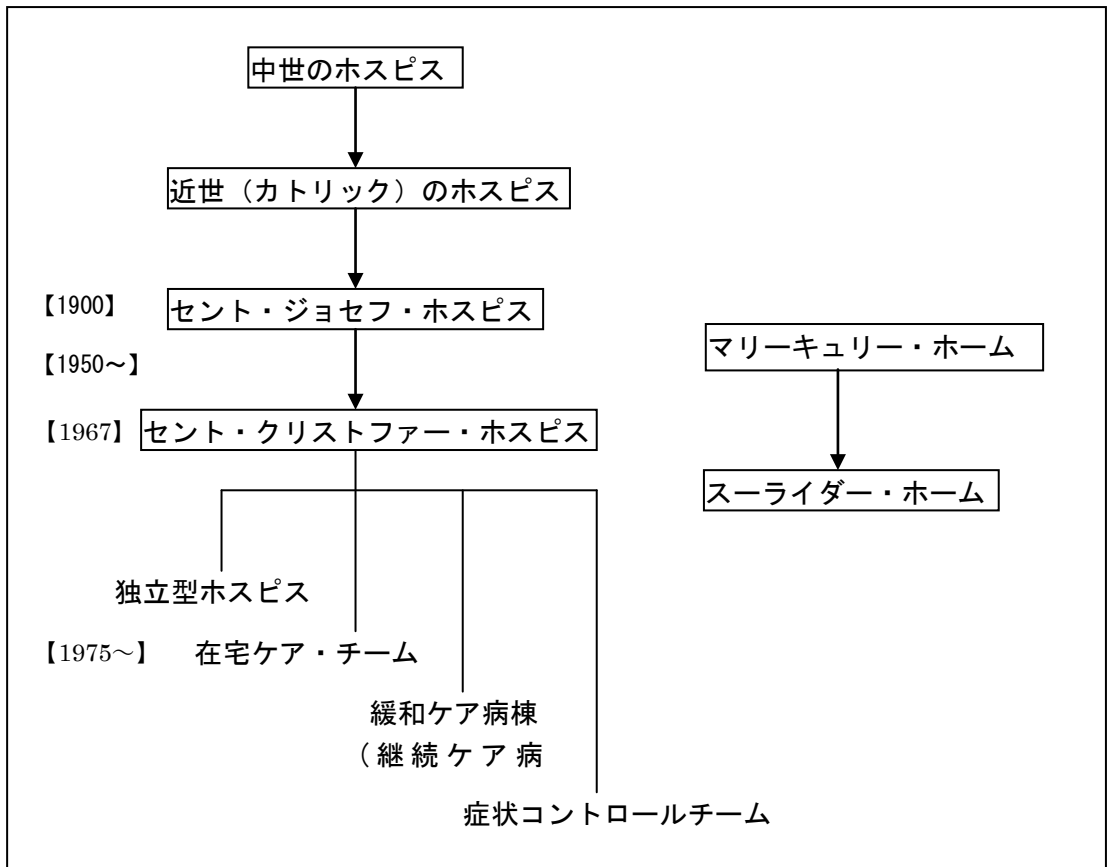 中世のホスピス
近世（カトリック）のホスピス
【1900】
セント・ジョセフ・ホスピス
マリーキュリー・ホーム
【1950～】
【1967】
セント・クリストファー・ホスピス
スーライダー・ホーム
独立型ホスピス
【1975～】
在宅ケア・チーム
緩和ケア病棟
（継続ケア病
症状コントロールチーム